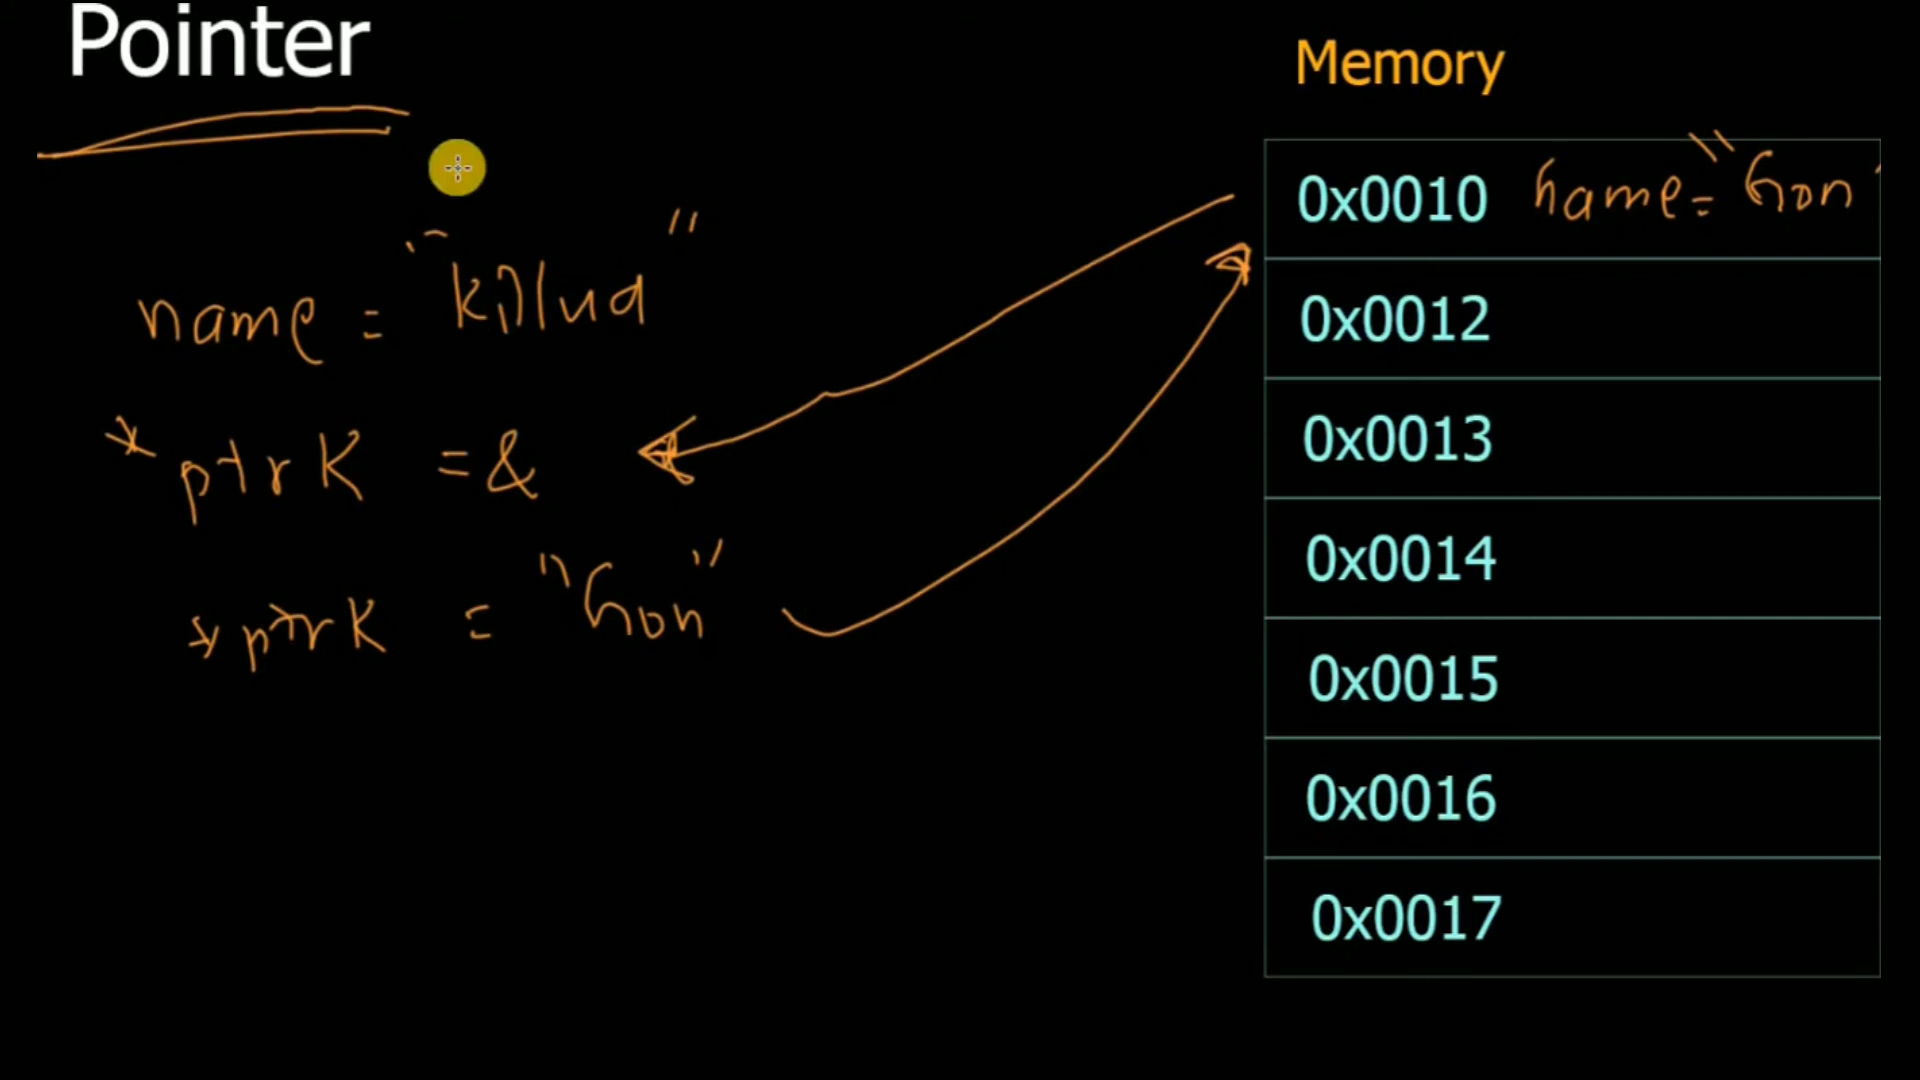 Pointer
Memory
name = "killua"
*ptrK = &
*ptrK = "Gon"
0x0010 name = "Gon"
0x0012
0x0013
0x0014
0x0015
0x0016
0x0017